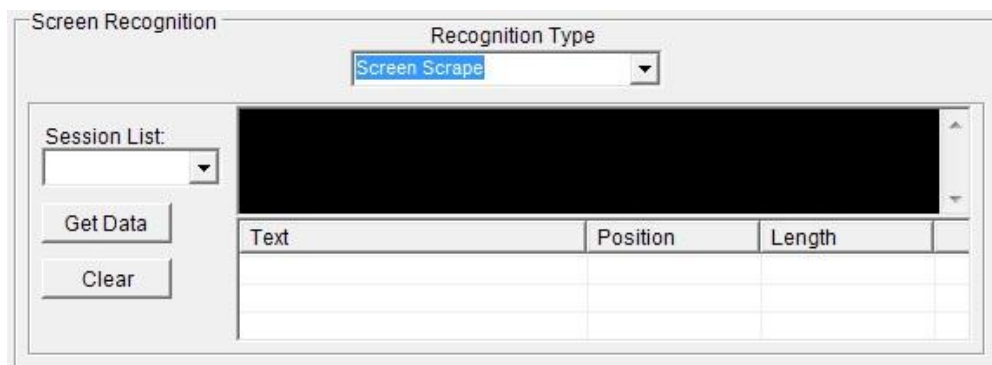 Screen Recognition
Recognition Type
Screen Scrape
Session List:
Get Data
Clear
Text Position Length